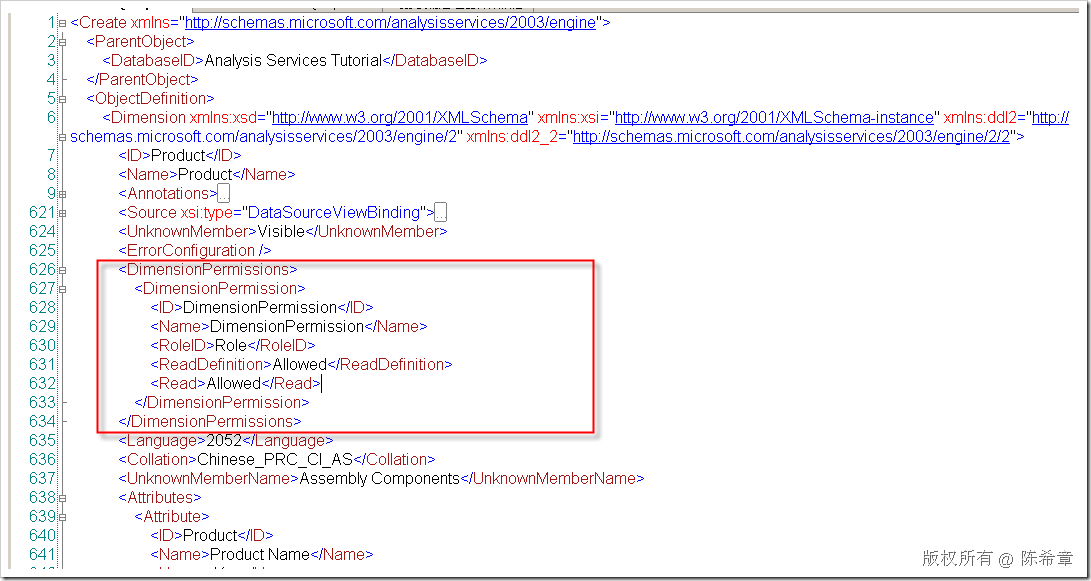 1 <Create xmlns="http://schemas.microsoft.com/analysisservices/2003/engine">
2 <ParentObject>
3 <DatabaseID>Analysis Services Tutorial</DatabaseID>
4 </ParentObject>
5 <ObjectDefinition>
6 <Dimension xmlns:xsd="http://www.w3.org/2001/XMLSchema" xmlns:xsi="http://www.w3.org/2001/XMLSchema-instance" xmlns:ddl2="http://
schemas.microsoft.com/analysisservices/2003/engine/2" xmlns:ddl2_2="http://schemas.microsoft.com/analysisservices/2003/engine/2/2">
7 <ID>Product</ID>
8 <Name>Product</Name>
9 <Annotations>...
621 <Source xsi:type="DataSourceViewBinding">...
624 <UnknownMember>Visible</UnknownMember>
625 <ErrorConfiguration />
626 <DimensionPermissions>
627 <DimensionPermission>
628 <ID>DimensionPermission</ID>
629 <Name>DimensionPermission</Name>
630 <RoleID>Role</RoleID>
631 <ReadDefinition>Allowed</ReadDefinition>
632 <Read>Allowed</Read>
633 </DimensionPermission>
634 </DimensionPermissions>
635 <Language>2052</Language>
636 <Collation>Chinese_PRC_CI_AS</Collation>
637 <UnknownMemberName>Assembly Components</UnknownMemberName>
638 <Attributes>
639 <Attribute>
640 <ID>Product</ID>
641 <Name>Product Name</Name>
版权所有 @ 陈希章